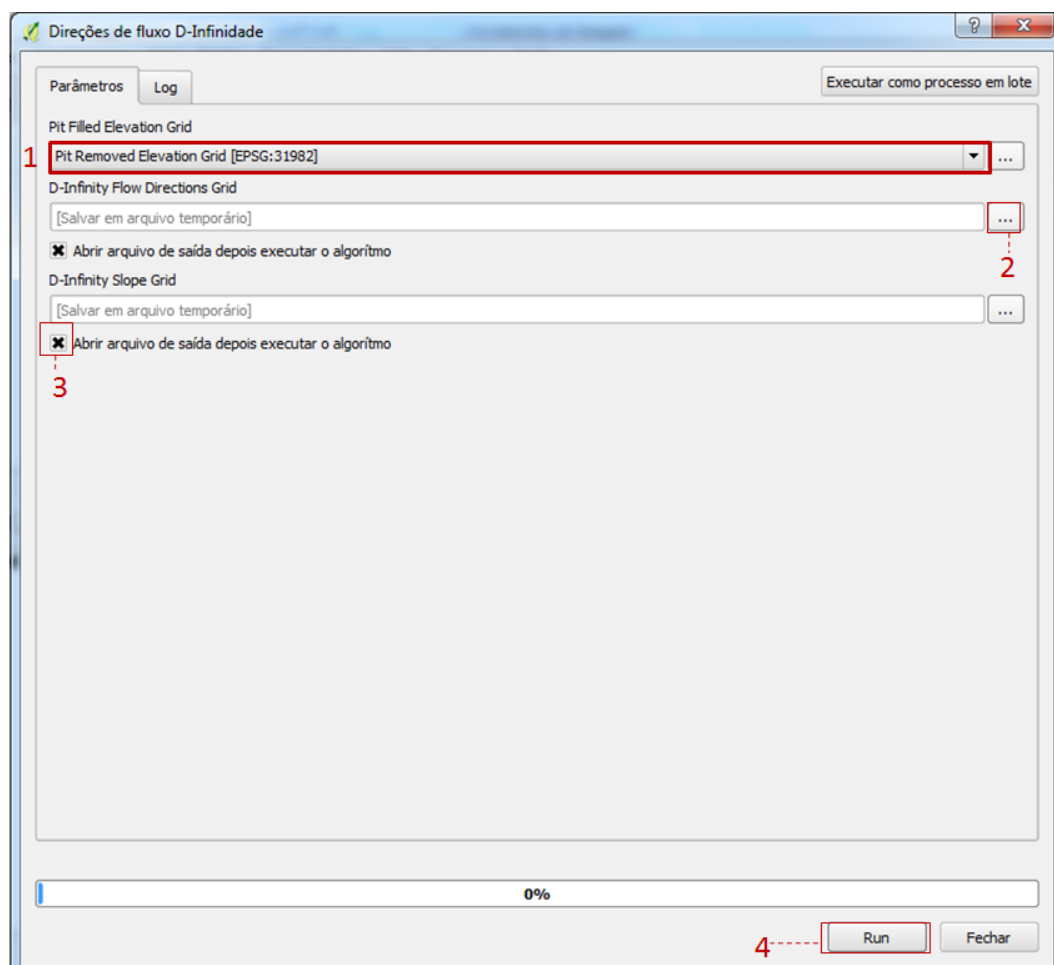 Direções de fluxo D-Infinidade
Parâmetros
Log
Executar como processo em lote
Pit Filled Elevation Grid
1
Pit Removed Elevation Grid [EPSG:31982]
...
D-Infinity Flow Directions Grid
[Salvar em arquivo temporário]
...
Abrir arquivo de saída depois executar o algorítmo
2
D-Infinity Slope Grid
[Salvar em arquivo temporário]
...
Abrir arquivo de saída depois executar o algorítmo
3
0%
4
Run
Fechar